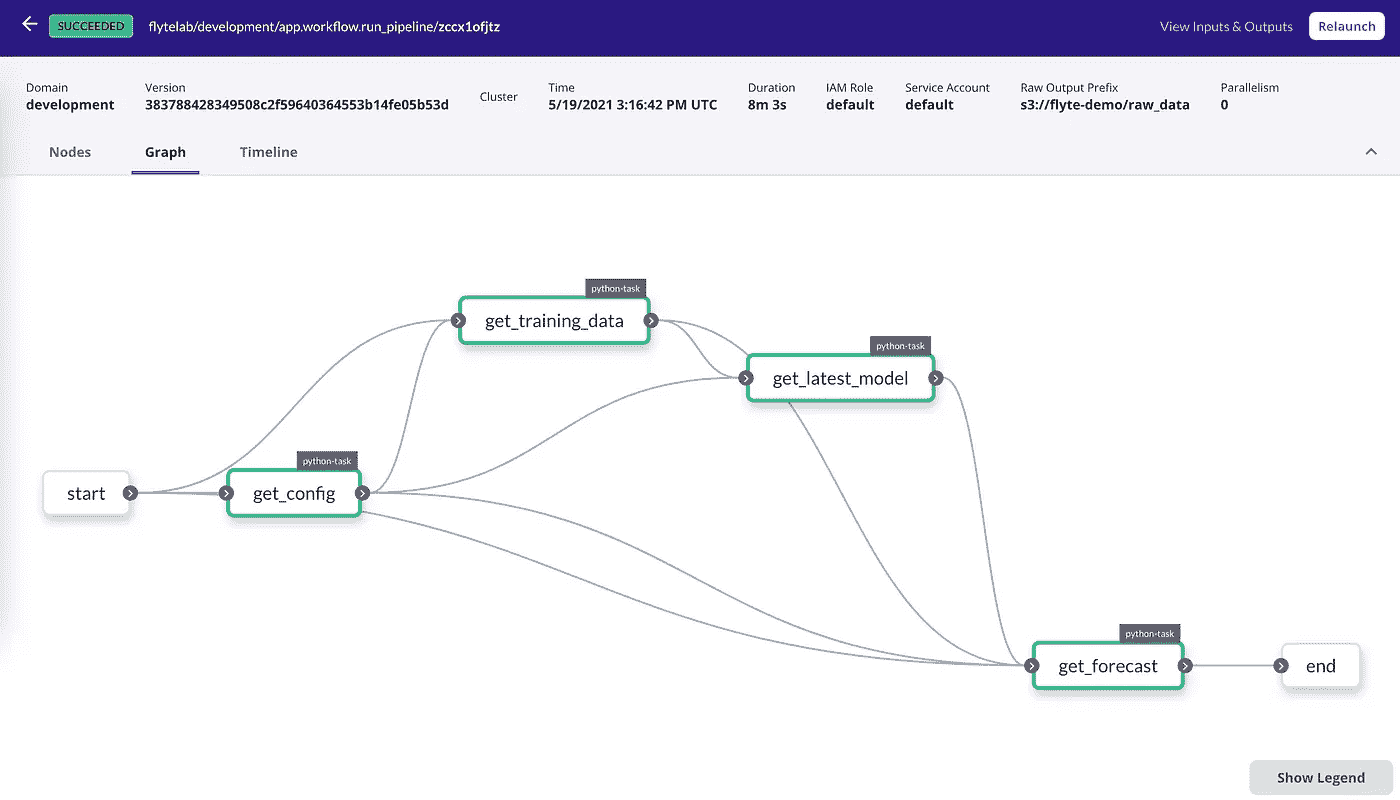 SUCCEEDED flytelab/development/app.workflow.run_pipeline/zccx1ofjtz View Inputs & Outputs Relaunch
Domain Version Cluster Time Duration IAM Role Service Account Raw Output Prefix Parallelism
development 383788428349508c2f59640364553b14fe05b53d 5/19/2021 3:16:42 PM UTC 8m 3s default default s3://flyte-demo/raw_data 0
Nodes Graph Timeline
python-task
get_training_data
python-task
get_latest_model
python-task
start get_config
python-task
get_forecast end
Show Legend